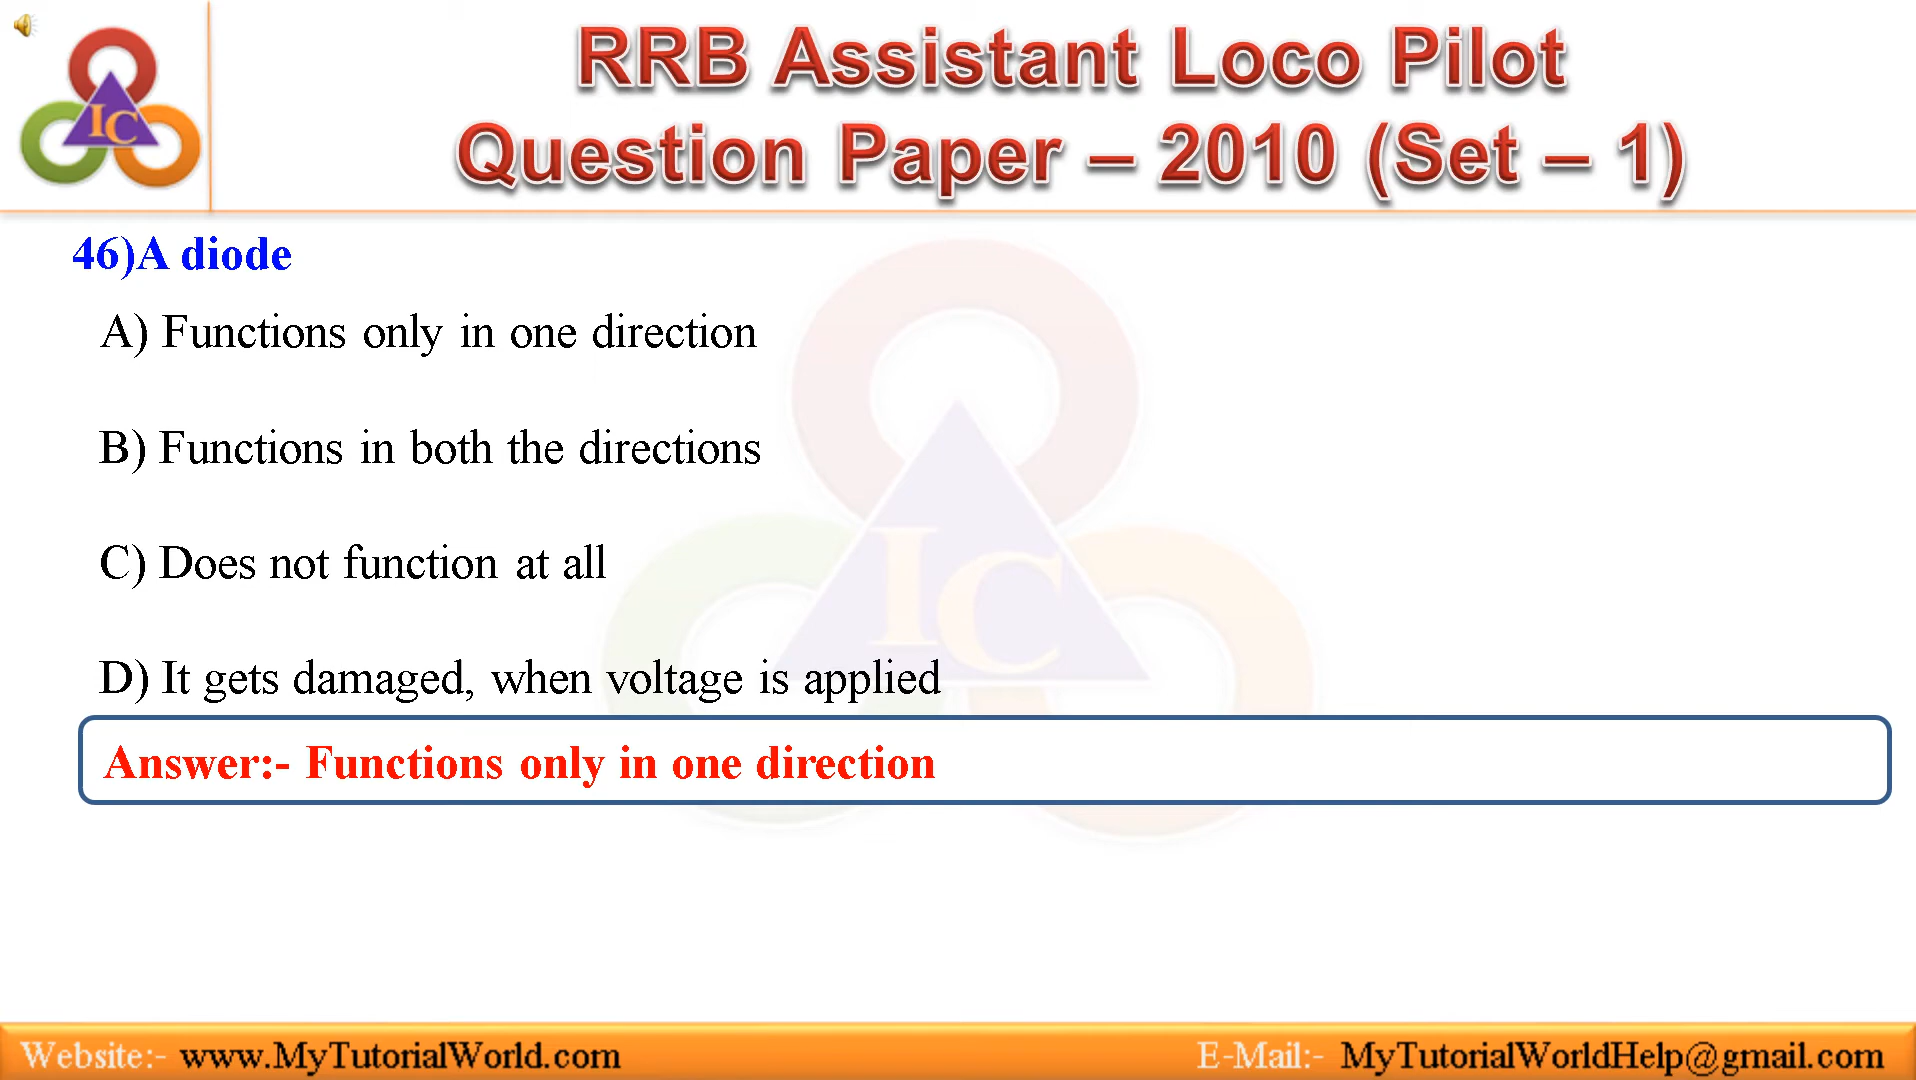 IC
RRB Assistant Loco Pilot
Question Paper – 2010 (Set – 1)
46)A diode
A) Functions only in one direction
B) Functions in both the directions
C) Does not function at all
D) It gets damaged, when voltage is applied
IC
Answer:- Functions only in one direction
Website:- www.MyTutorialWorld.com
E-Mail:- MyTutorialWorldHelp@gmail.com